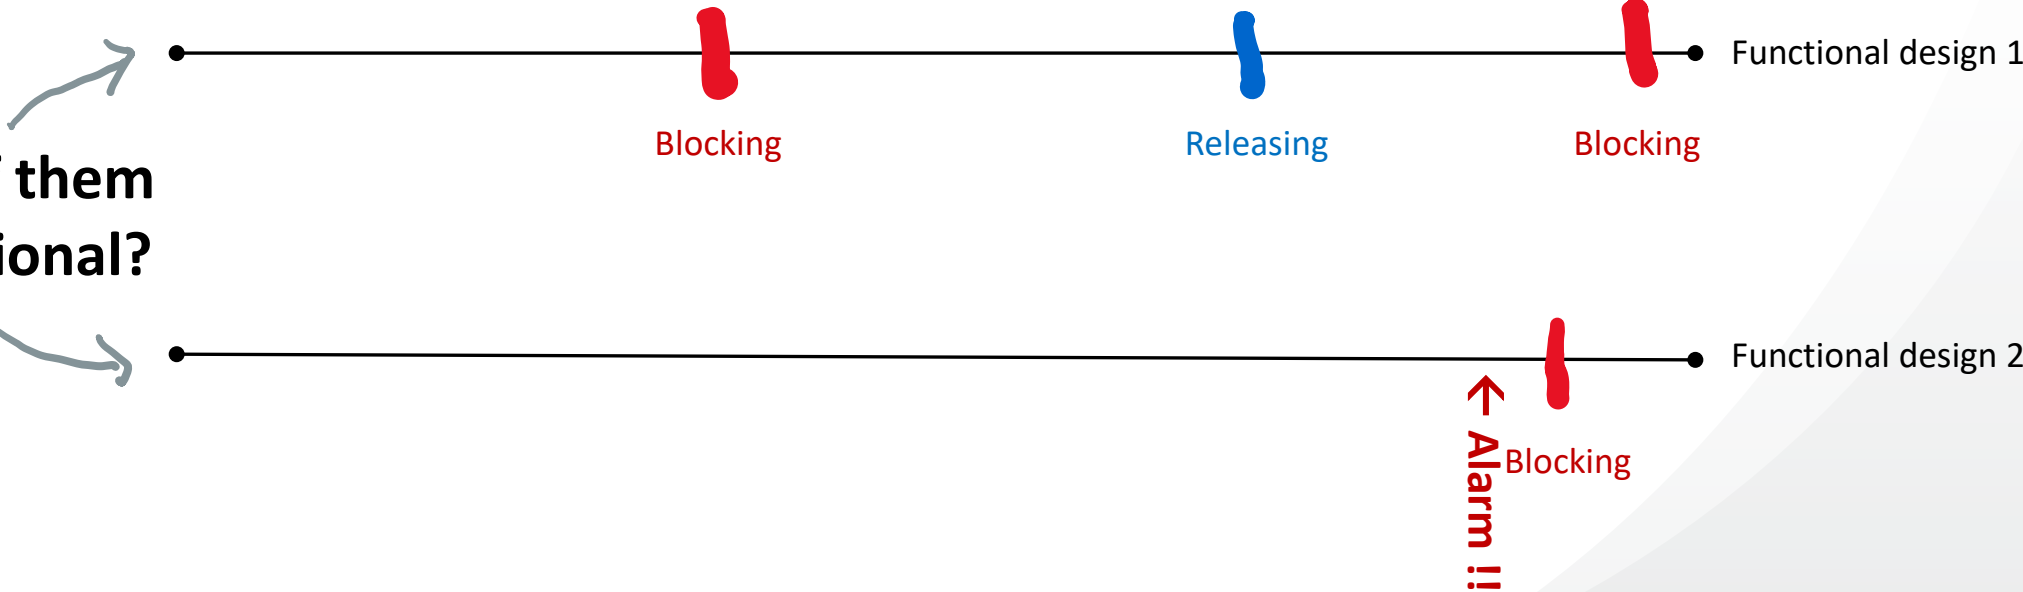 Functional design 1
Blocking
Releasing
Blocking
them
ional?
Functional design 2
Blocking
Alarm !!